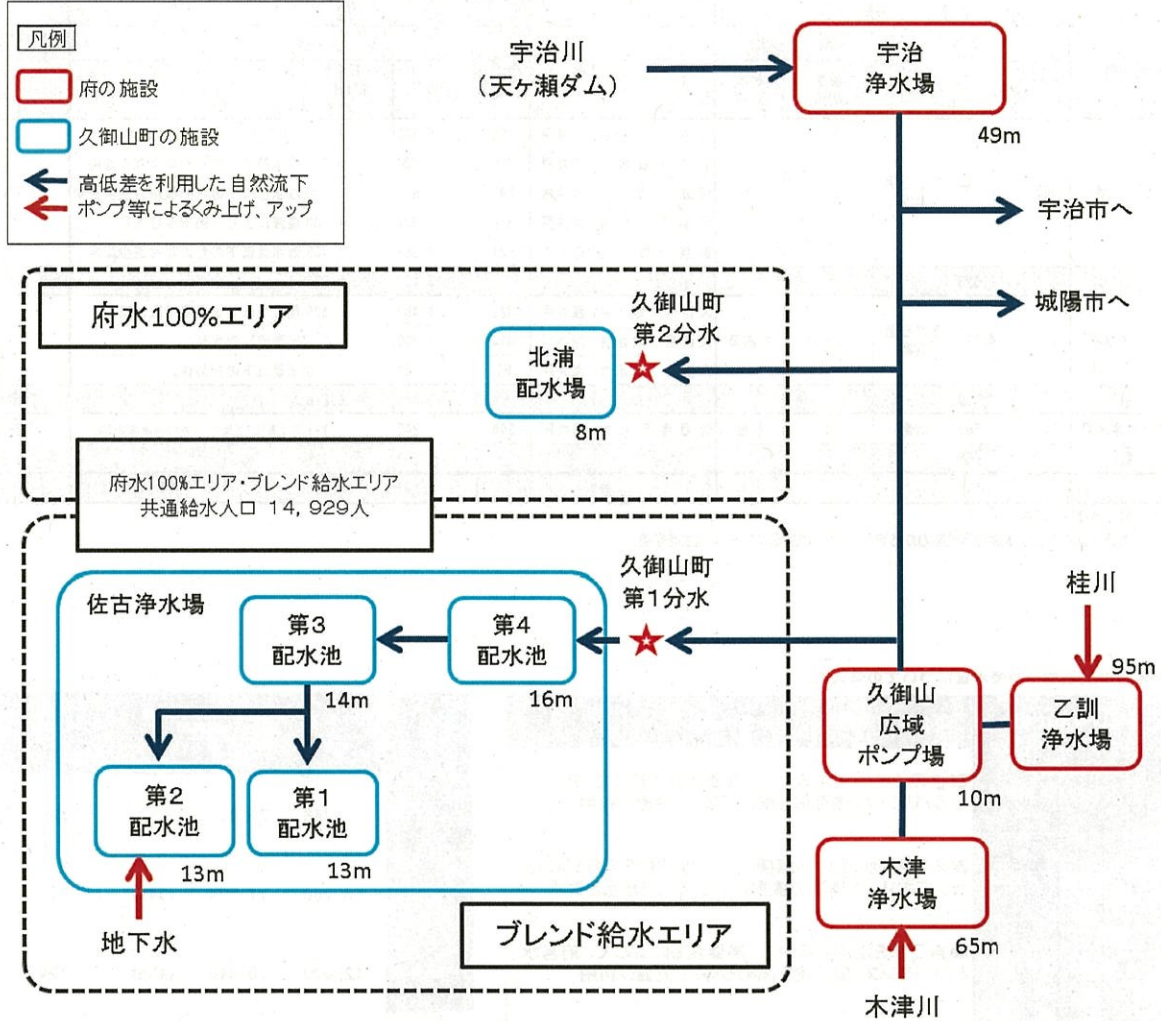 凡例
府の施設
久御山町の施設
高低差を利用した自然流下
ポンプ等によるくみ上げ、アップ
宇治川
(天ヶ瀬ダム)
宇治
浄水場
49m
宇治市へ
城陽市へ
府水100%エリア
久御山町
第2分水
北浦
配水場
8m
府水100%エリア・ブレンド給水エリア
共通給水人口 14,929人
久御山町
第1分水
佐古浄水場
第3
配水池
14m
第4
配水池
16m
第2
配水池
13m
第1
配水池
13m
地下水
ブレンド給水エリア
桂川
95m
久御山
広域
ポンプ場
10m
乙訓
浄水場
木津
浄水場
65m
木津川